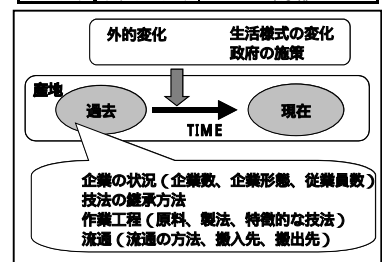 外的変化 生活様式の変化
政府の施策
産地
過去 現在
TIME
企業の状況(企業数、企業形態、従業員数)
技法の継承方法
作業工程(原料、製法、特徴的な技法)
流通(流通の方法、搬入先、搬出先)